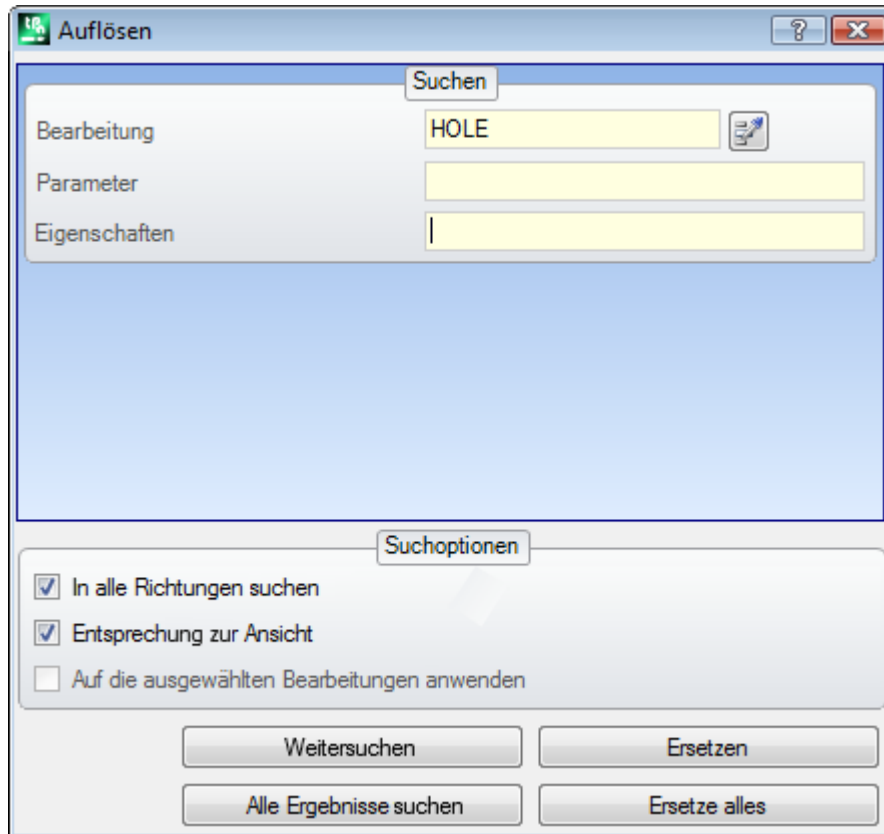 Auflösen
Suchen
Bearbeitung HOLE
Parameter
Eigenschaften
Suchoptionen
In alle Richtungen suchen
Entsprechung zur Ansicht
Auf die ausgewählten Bearbeitungen anwenden
Weitersuchen Ersetzen
Alle Ergebnisse suchen Ersetze alles